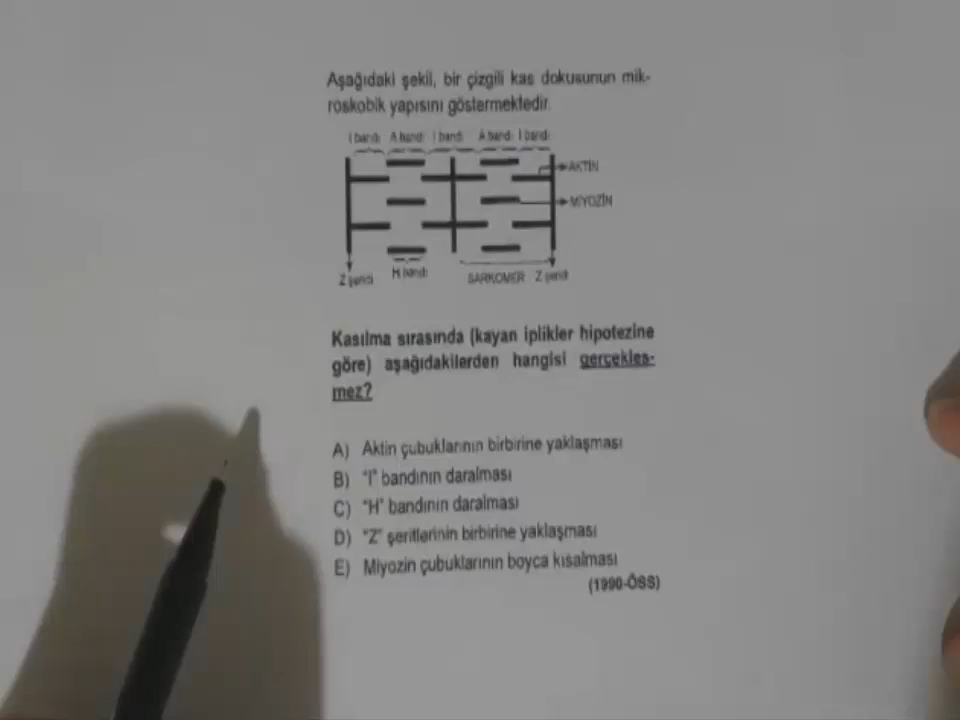 Aşağıdaki şekil, bir çizgili kas dokusunun mik-
roskobik yapısını göstermektedir.
I bandı A bandı I bandı A bandı I bandı
AKTİN
MİYOZİN
Z şeridi H bandı SARKOMER Z şeridi
Kasılma sırasında (kayan iplikler hipotezine
göre) aşağıdakilerden hangisi gerçekleş-
mez?
A) Aktin çubuklarının birbirine yaklaşması
B) "I" bandının daralması
C) "H" bandının daralması
D) "Z" şeritlerinin birbirine yaklaşması
E) Miyozin çubuklarının boyca kısalması
(1990-ÖSS)